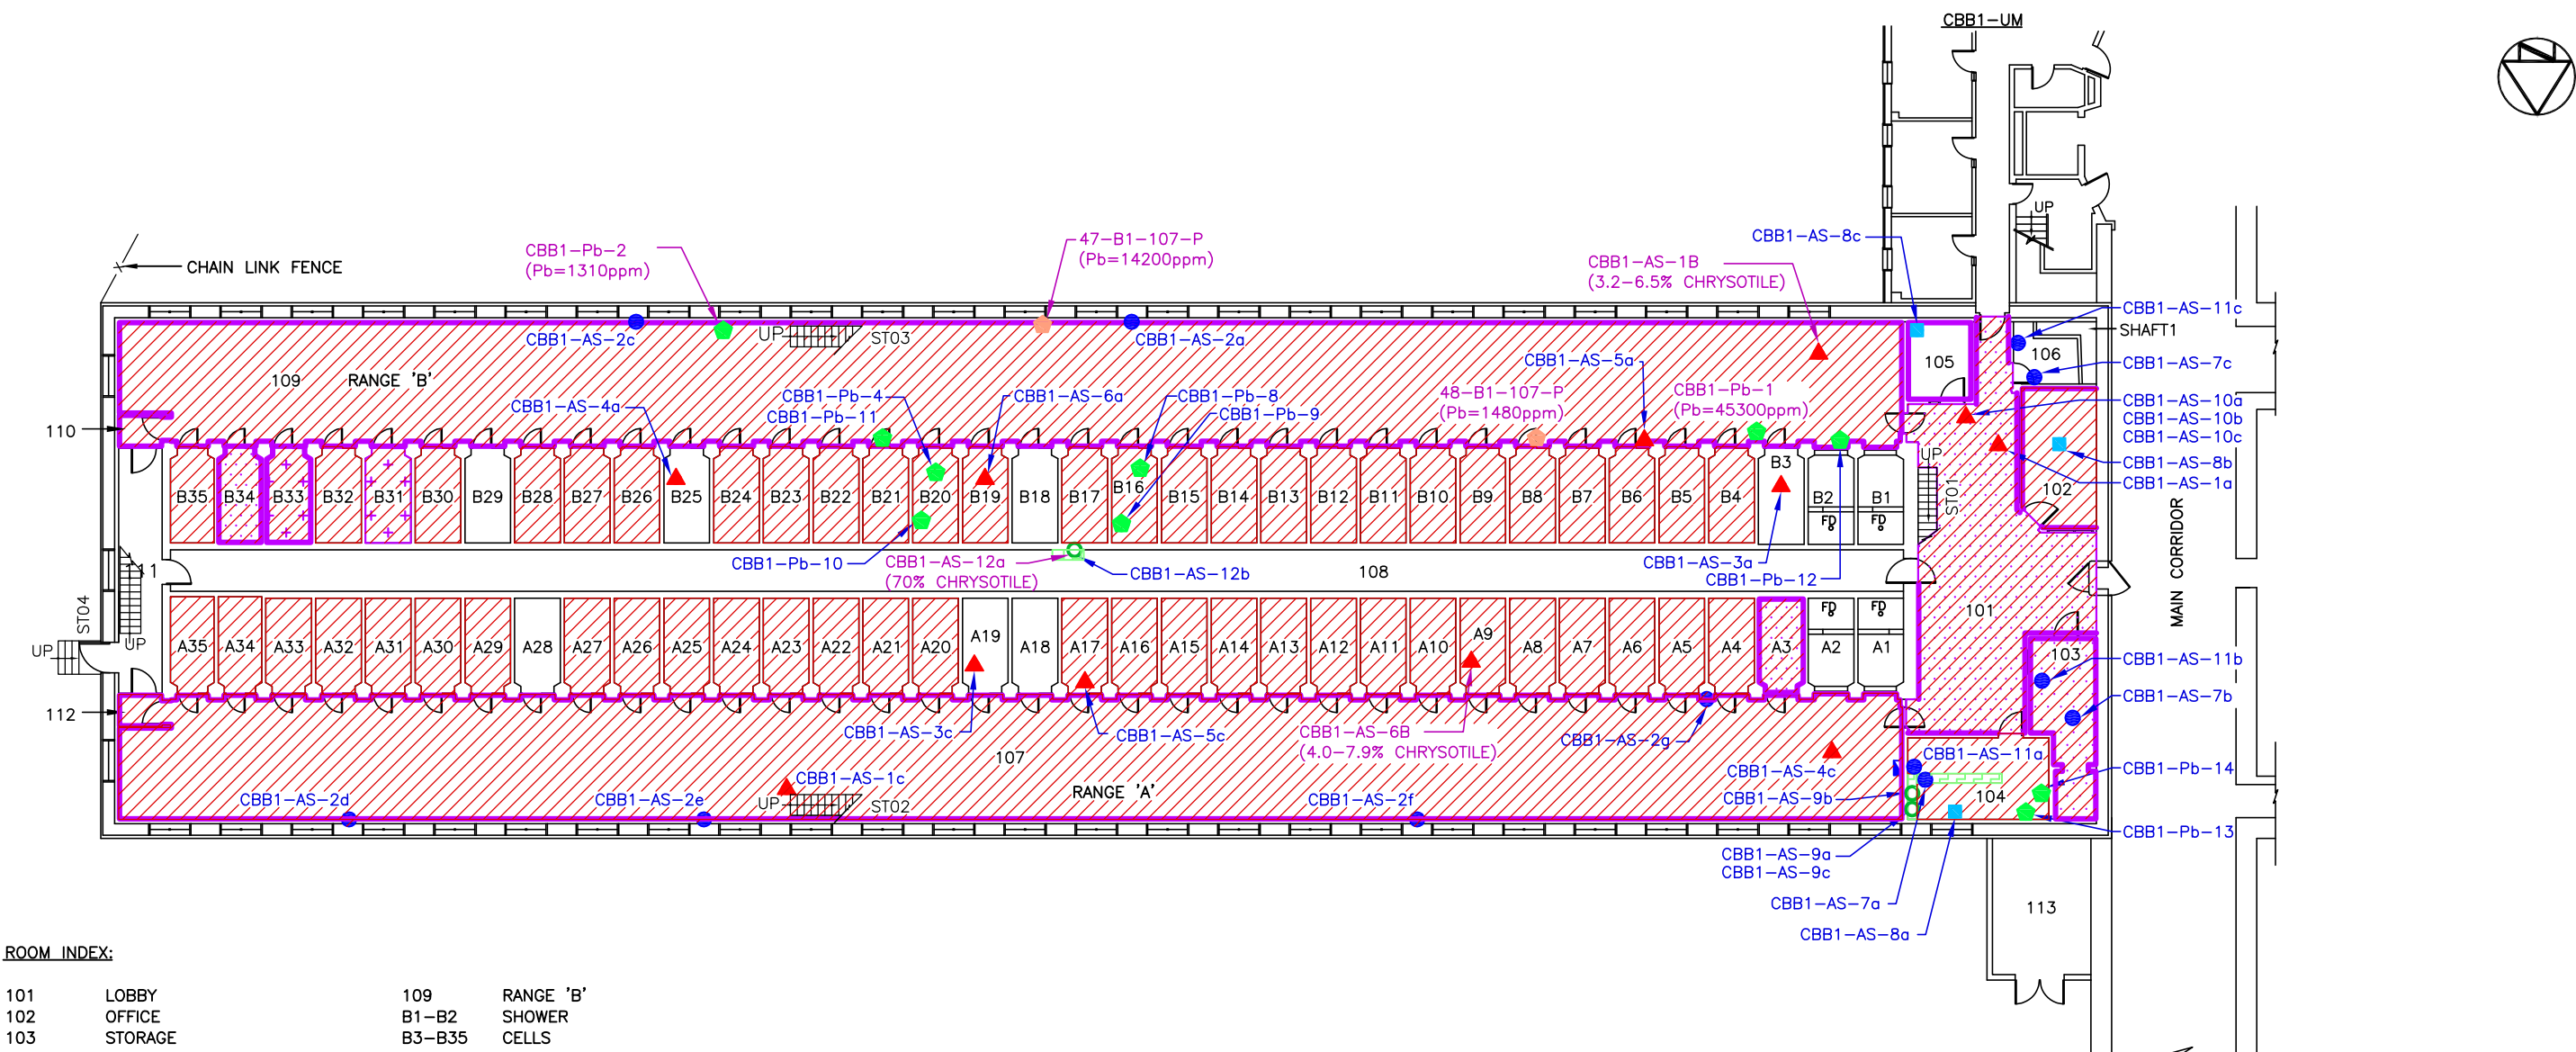 CBB1-UM
N
UP
CBB1-AS-8c
CBB1-Pb-2
(Pb=1310ppm)
47-B1-107-P
(Pb=14200ppm)
CBB1-AS-1B
(3.2-6.5% CHRYSOTILE)
CHAIN LINK FENCE
CBB1-AS-11c
SHAFT1
CBB1-AS-2c
UP
ST03
CBB1-AS-2a
CBB1-AS-5a
105
106
CBB1-AS-7c
109
RANGE 'B'
CBB1-Pb-4
CBB1-Pb-11
CBB1-AS-6a
CBB1-Pb-8
CBB1-Pb-9
48-B1-107-P
(Pb=1480ppm)
CBB1-Pb-1
(Pb=45300ppm)
CBB1-AS-10a
CBB1-AS-10b
CBB1-AS-10c
CBB1-AS-8b
CBB1-AS-1a
CBB1-AS-4a
110
B35 B34 B33 B32 B31 B30 B29 B28 B27 B26 B25 B24 B23 B22 B21 B20 B19 B18 B17 B16 B15 B14 B13 B12 B11 B10 B9 B8 B7 B6 B5 B4 B3 B2 B1
FD FD
UP
ST01
102
MAIN CORRIDOR
CBB1-Pb-10
CBB1-AS-12a
(70% CHRYSOTILE)
CBB1-AS-12b
108
CBB1-AS-3a
CBB1-Pb-12
111
ST04
UP
UP
101
FD FD
A35 A34 A33 A32 A31 A30 A29 A28 A27 A26 A25 A24 A23 A22 A21 A20 A19 A18 A17 A16 A15 A14 A13 A12 A11 A10 A9 A8 A7 A6 A5 A4 A3 A2 A1
103
CBB1-AS-11b
CBB1-AS-7b
112
CBB1-AS-3c
CBB1-AS-5c
CBB1-AS-6B
(4.0-7.9% CHRYSOTILE)
CBB1-AS-2g
107
CBB1-AS-11a
CBB1-AS-1c
CBB1-AS-4c
CBB1-Pb-14
CBB1-AS-2d
CBB1-AS-2e
UP
ST02
RANGE 'A'
CBB1-AS-2f
CBB1-AS-9b
104
CBB1-Pb-13
CBB1-AS-9a
CBB1-AS-9c
CBB1-AS-7a
CBB1-AS-8a
113
ROOM INDEX:
101 LOBBY 109 RANGE 'B'
102 OFFICE B1-B2 SHOWER
103 STORAGE B3-B35 CELLS